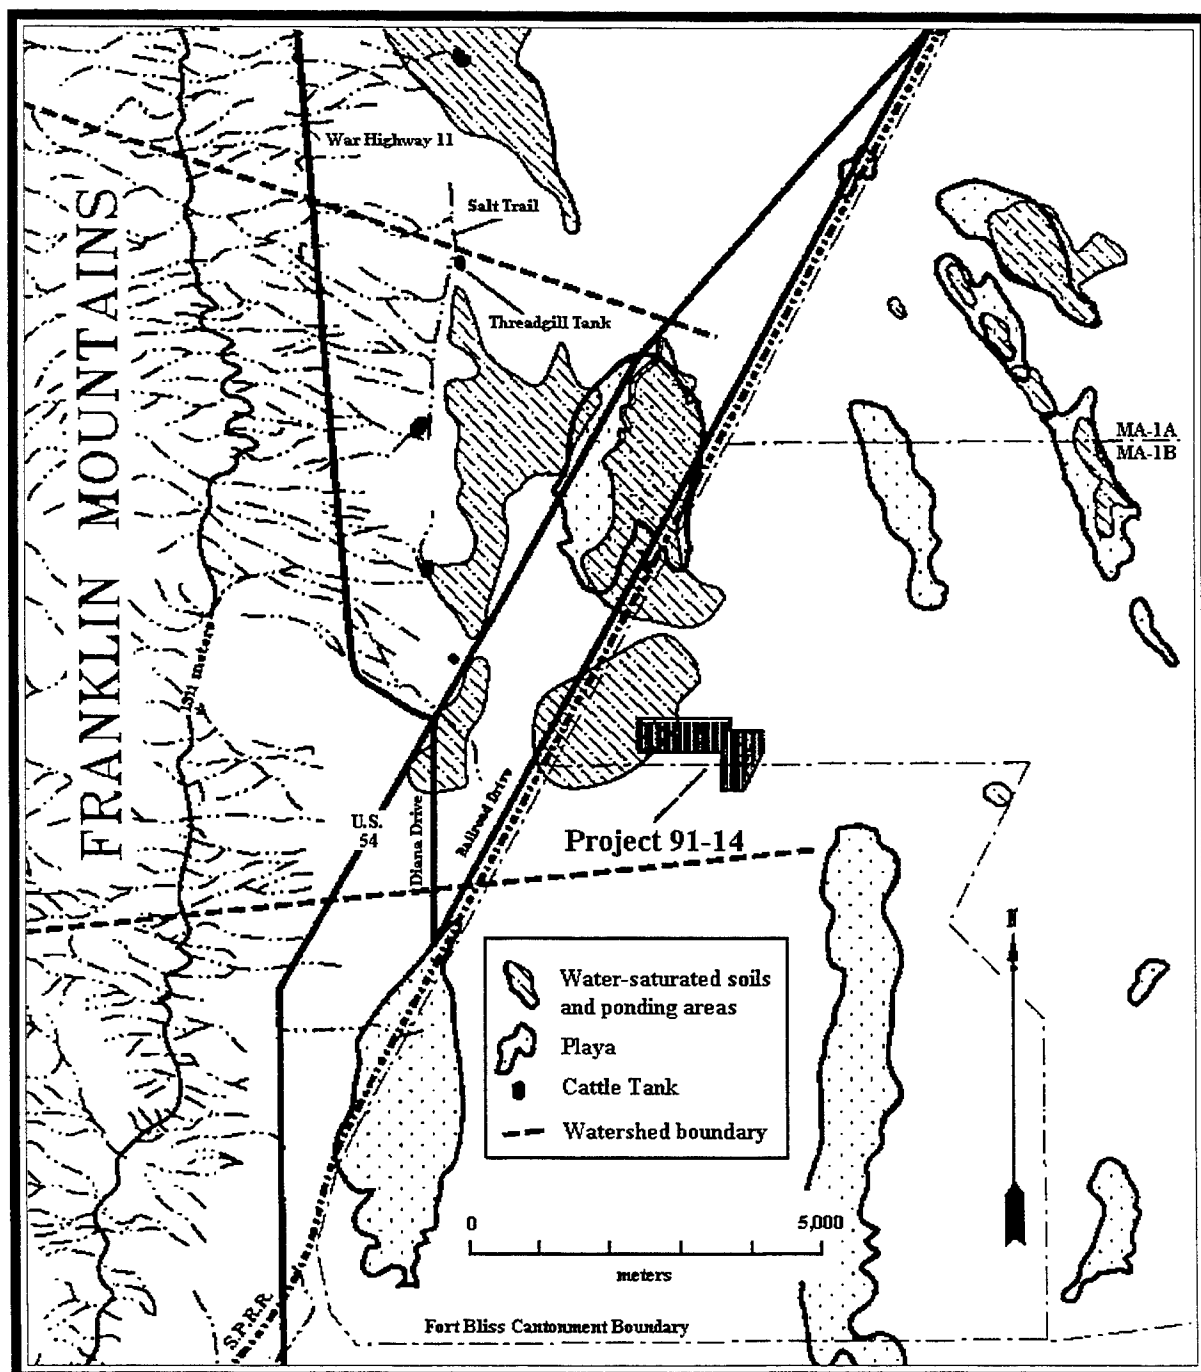 War Highway 11
Salt Trail
Threadgill Tank
FRANKLIN MOUNTAINS
MA-1A
MA-1B
U.S.
54
Diana Drive
Railroad Drive
Project 91-14
N
Water-saturated soils
and ponding areas
Playa
Cattle Tank
Watershed boundary
0
5,000
meters
S.P.R.R.
Fort Bliss Cantonment Boundary